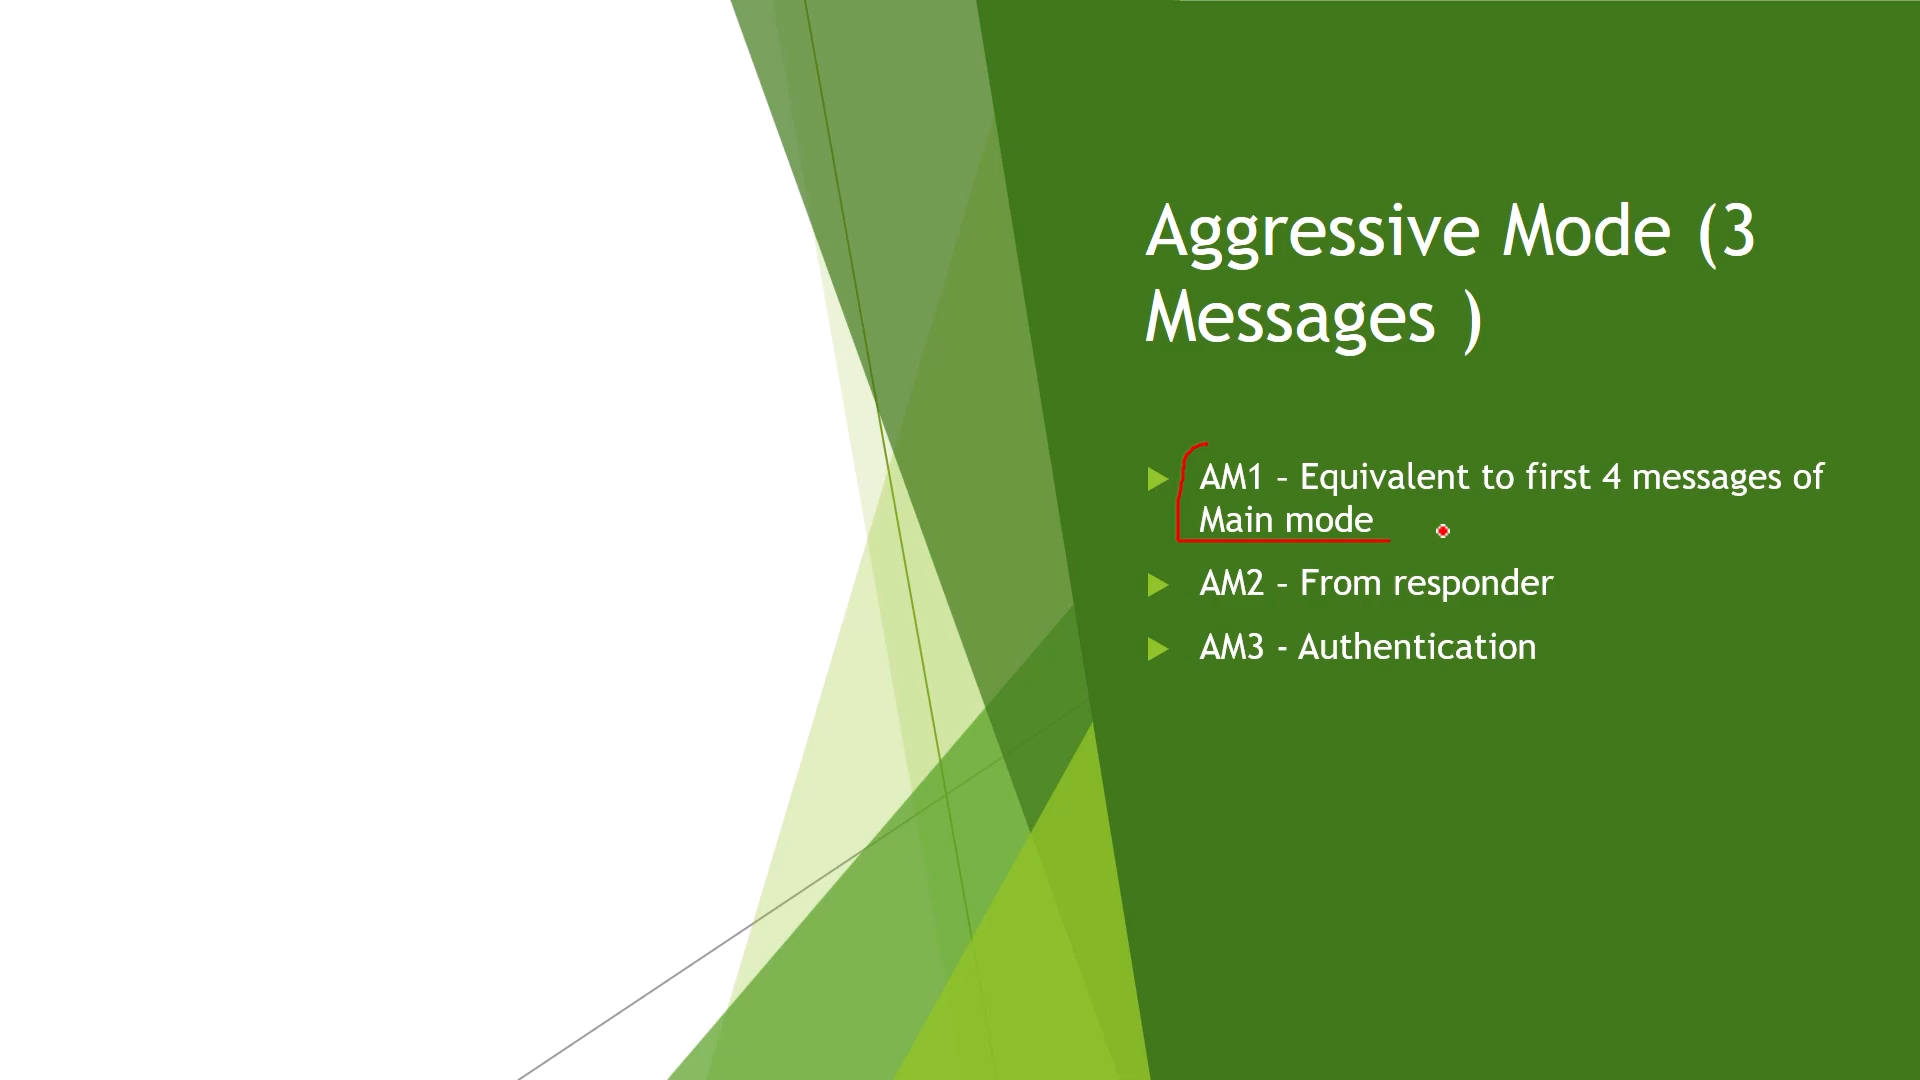 Aggressive Mode (3
Messages )
AM1 – Equivalent to first 4 messages of
Main mode
AM2 – From responder
AM3 - Authentication